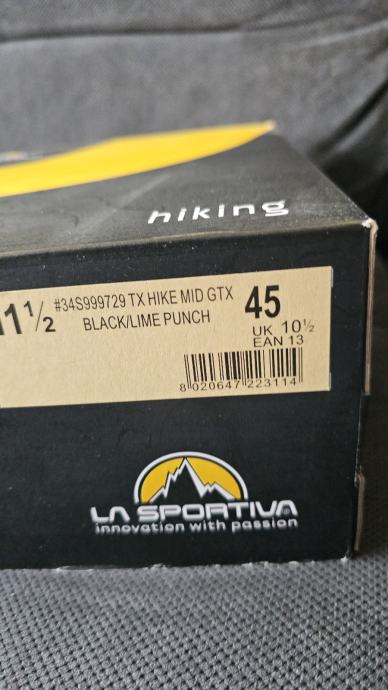 hiking
11½ #34S999729 TX HIKE MID GTX 45
BLACK/LIME PUNCH
UK 10½
EAN 13
8 020647 223114
LA SPORTIVA
innovation with passion